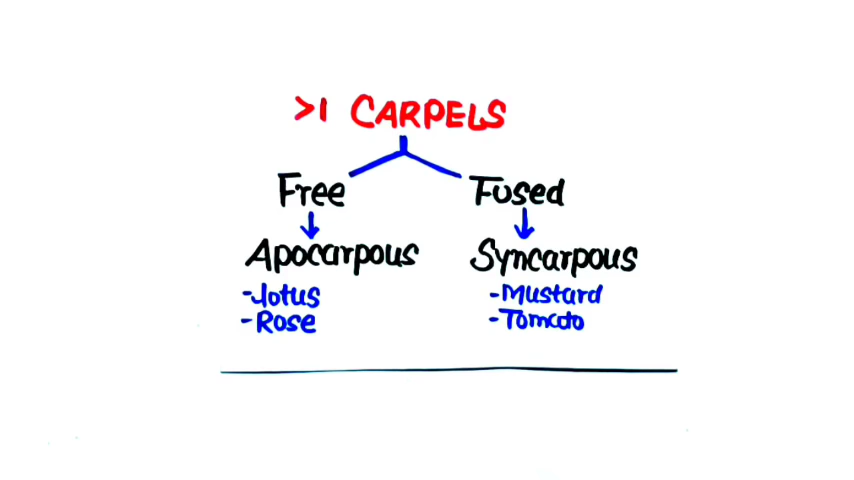 >1 CARPELS
Free
Fused
Apocarpous
Syncarpous
-lotus
-Rose
-Mustard
-Tomato